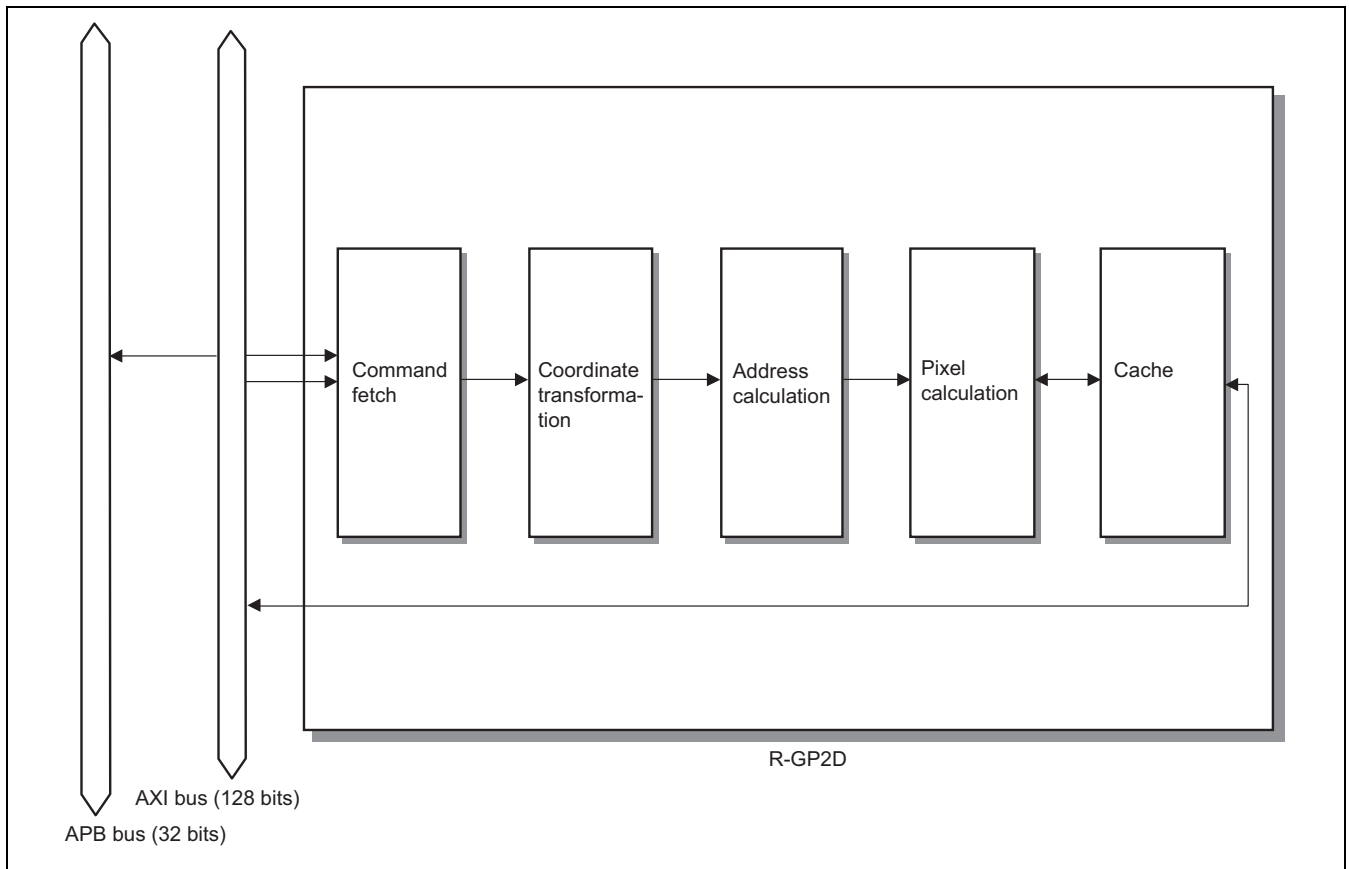 Command
fetch
Coordinate
transforma-
tion
Address
calculation
Pixel
calculation
Cache
R-GP2D
AXI bus (128 bits)
APB bus (32 bits)